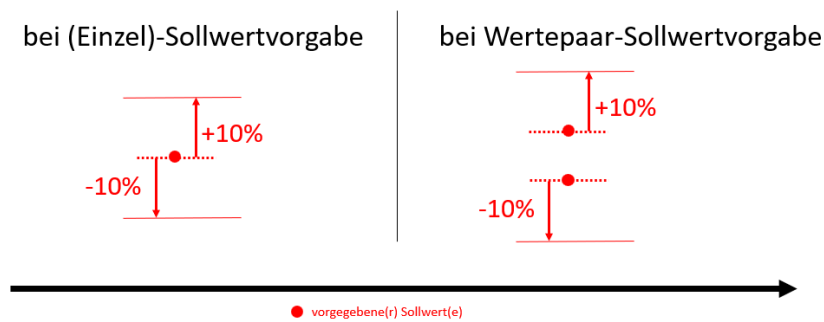 bei (Einzel)-Sollwertvorgabe
+10%
-10%
bei Wertepaar-Sollwertvorgabe
+10%
-10%
vorgegebene(r) Sollwert(e)